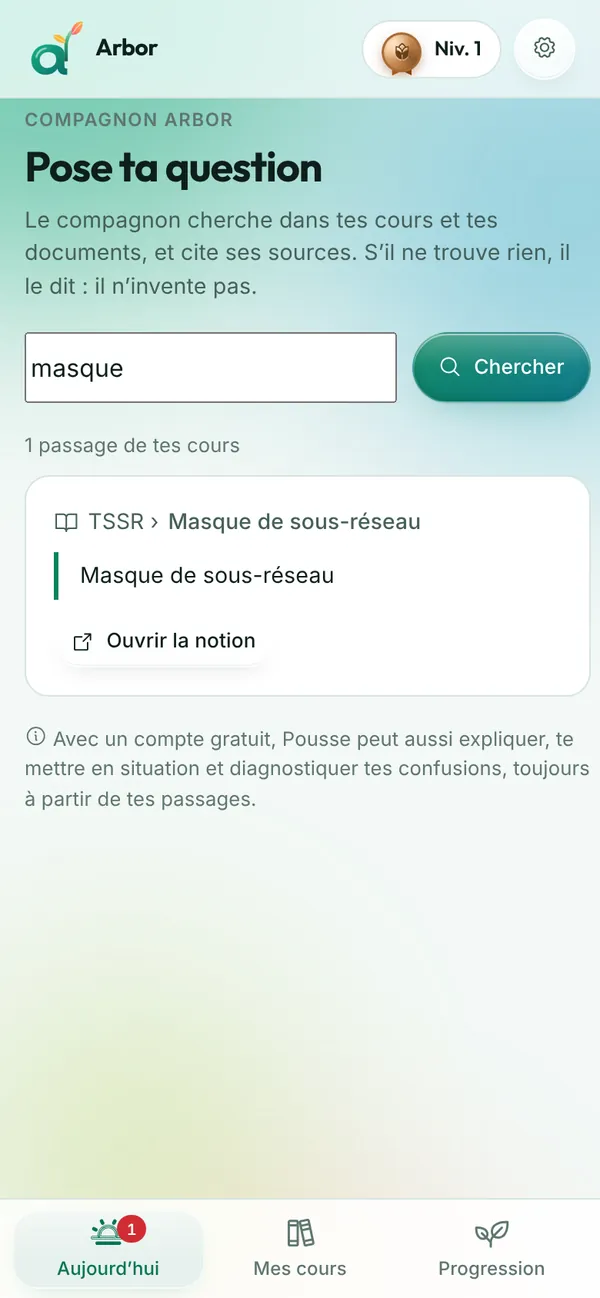 Arbor
Niv. 1
COMPAGNON ARBOR
Pose ta question
Le compagnon cherche dans tes cours et tes
documents, et cite ses sources. S’il ne trouve rien, il
le dit : il n’invente pas.
masque
Chercher
1 passage de tes cours
TSSR › Masque de sous-réseau
Masque de sous-réseau
Ouvrir la notion
Avec un compte gratuit, Pousse peut aussi expliquer, te
mettre en situation et diagnostiquer tes confusions, toujours
à partir de tes passages.
1
Aujourd’hui
Mes cours
Progression